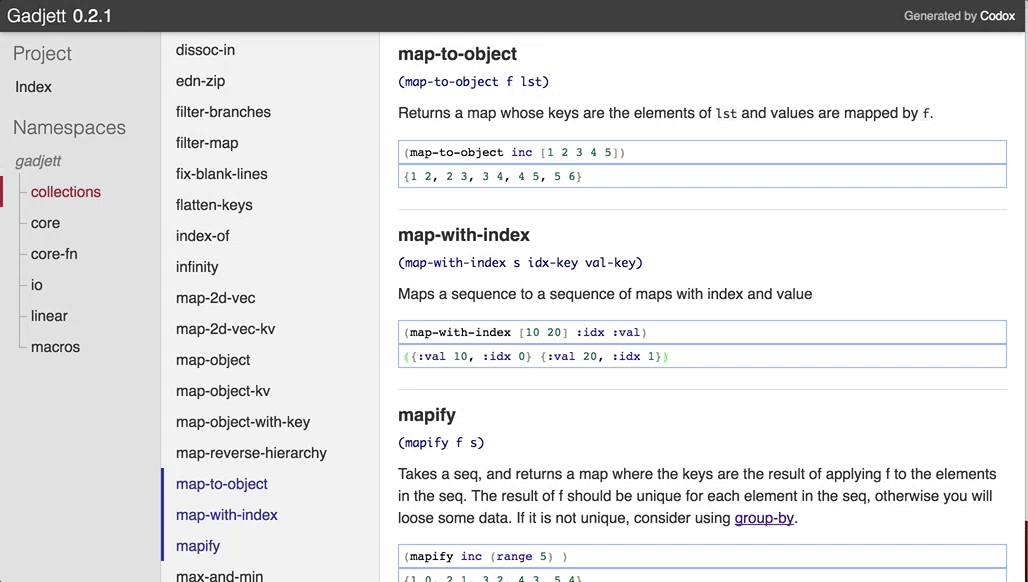 Gadjett 0.2.1
Generated by Codox
Project
Index
Namespaces
gadjett
collections
core
core-fn
io
linear
macros
dissoc-in
edn-zip
filter-branches
filter-map
fix-blank-lines
flatten-keys
index-of
infinity
map-2d-vec
map-2d-vec-kv
map-object
map-object-kv
map-object-with-key
map-reverse-hierarchy
map-to-object
map-with-index
mapify
max-and-min
map-to-object
(map-to-object f lst)
Returns a map whose keys are the elements of lst and values are mapped by f.
(map-to-object inc [1 2 3 4 5])
{1 2, 2 3, 3 4, 4 5, 5 6}
map-with-index
(map-with-index s idx-key val-key)
Maps a sequence to a sequence of maps with index and value
(map-with-index [10 20] :idx :val)
({:val 10, :idx 0} {:val 20, :idx 1})
mapify
(mapify f s)
Takes a seq, and returns a map where the keys are the result of applying f to the elements
in the seq. The result of f should be unique for each element in the seq, otherwise you will
loose some data. If it is not unique, consider using group-by.
(mapify inc (range 5) )
{1 0, 2 1, 3 2, 4 3, 5 4}